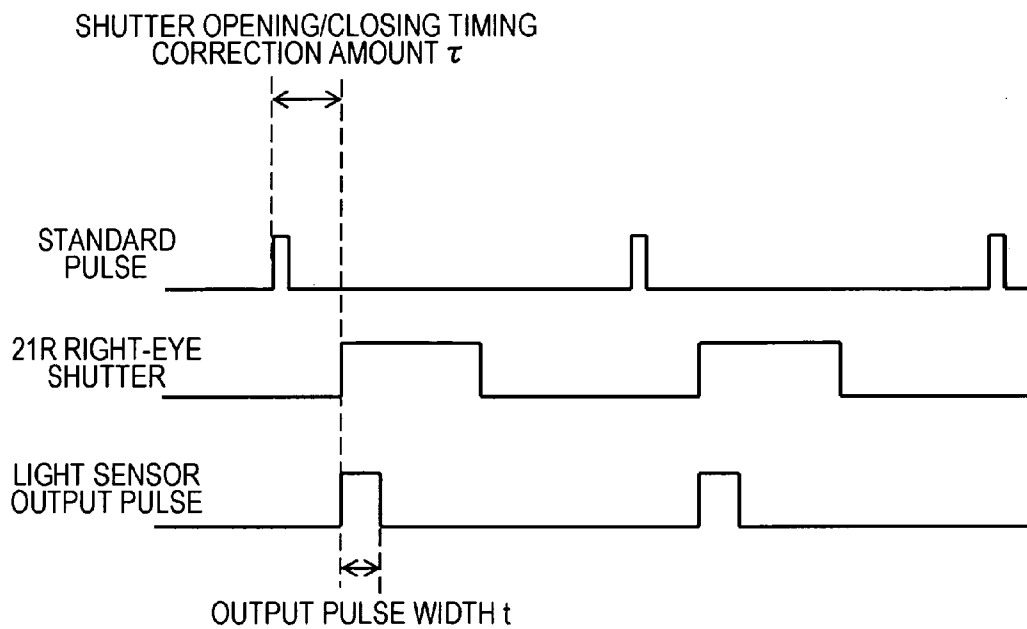 SHUTTER OPENING/CLOSING TIMING
CORRECTION AMOUNT τ
STANDARD
PULSE
21R RIGHT-EYE
SHUTTER
LIGHT SENSOR
OUTPUT PULSE
OUTPUT PULSE WIDTH t